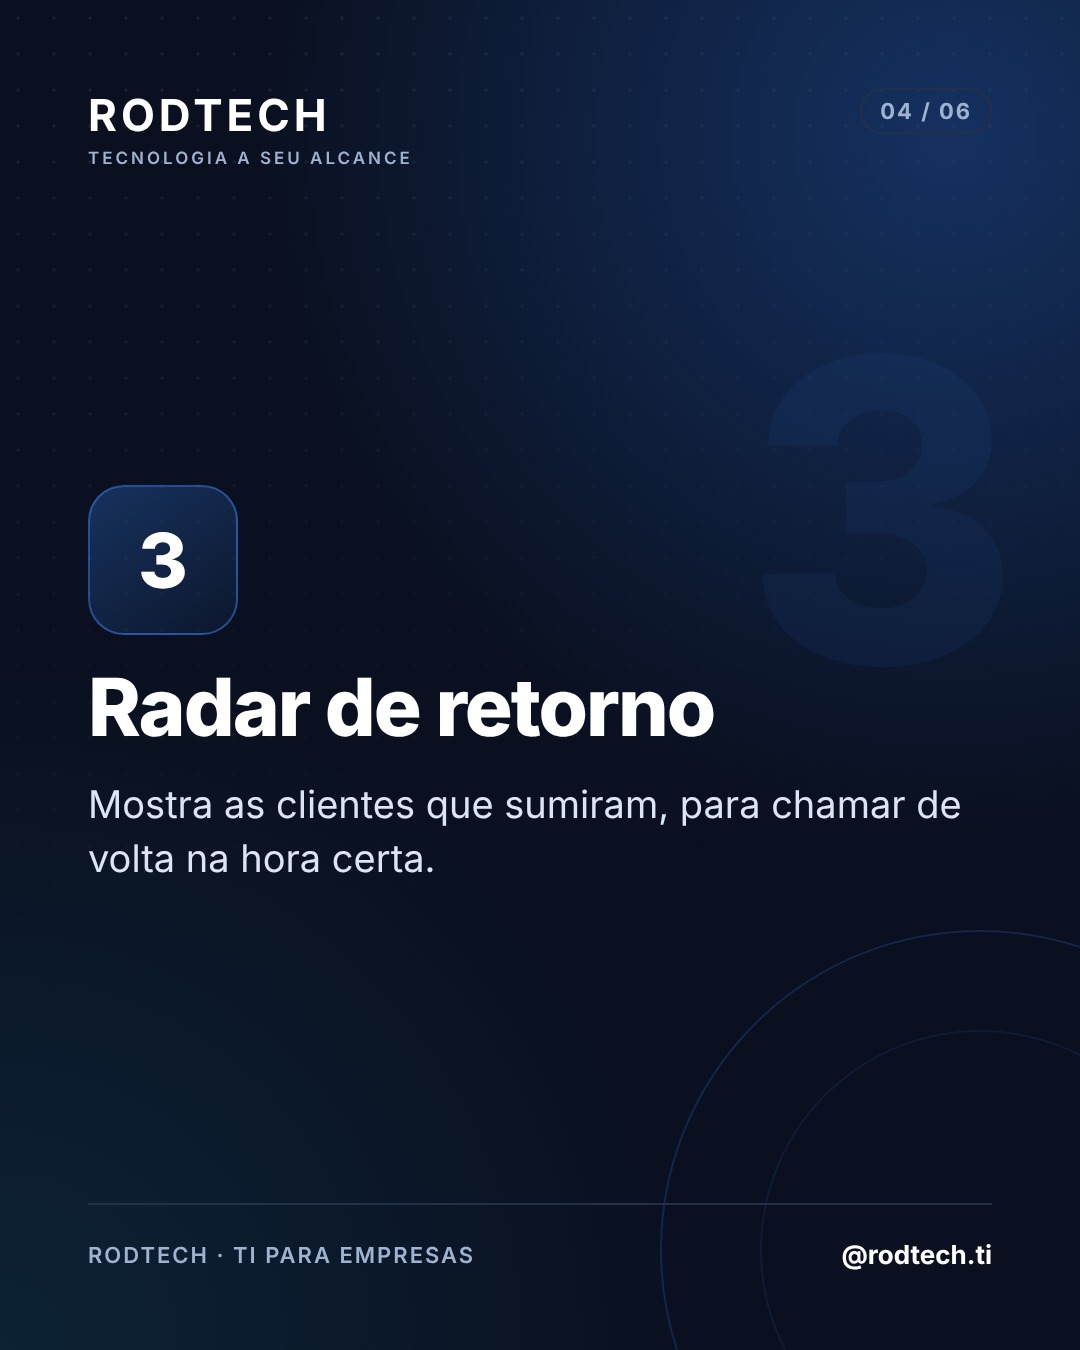 RODTECH
TECNOLOGIA A SEU ALCANCE
04 / 06
3
3
Radar de retorno
Mostra as clientes que sumiram, para chamar de
volta na hora certa.
RODTECH · TI PARA EMPRESAS
@rodtech.ti